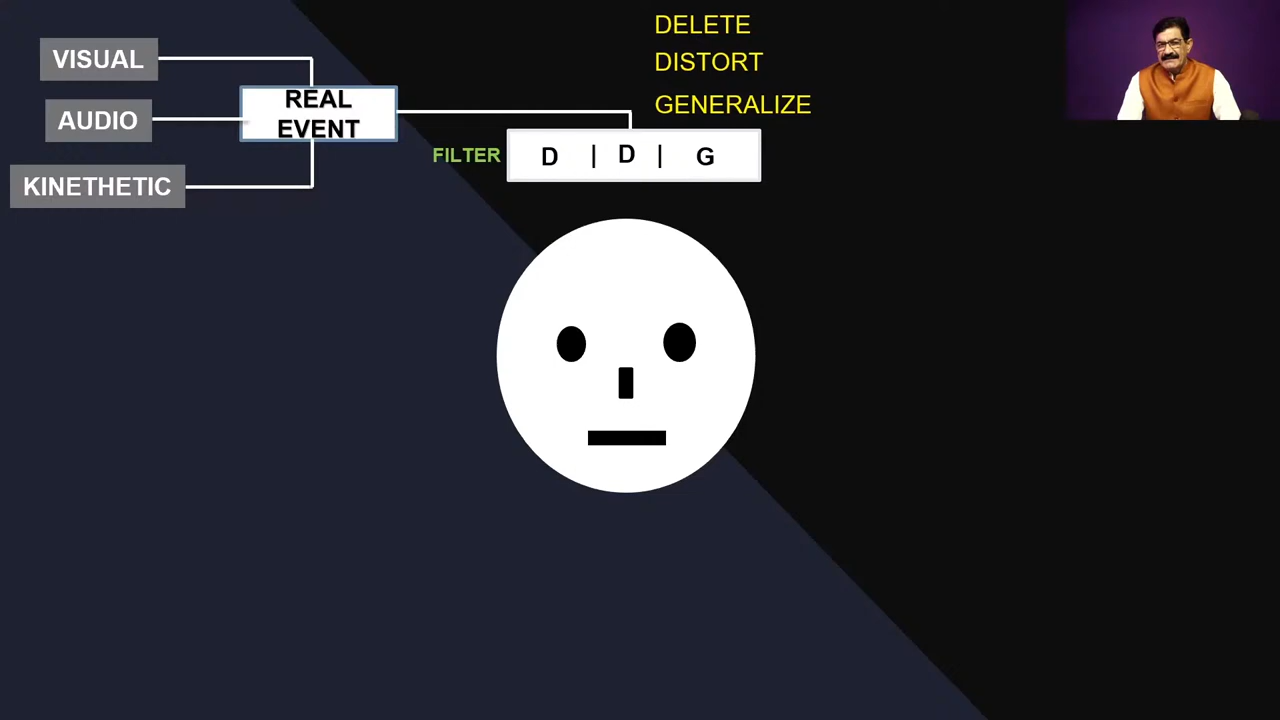 VISUAL
AUDIO
KINETHETIC
REAL
EVENT
DELETE
DISTORT
GENERALIZE
FILTER
D | D | G